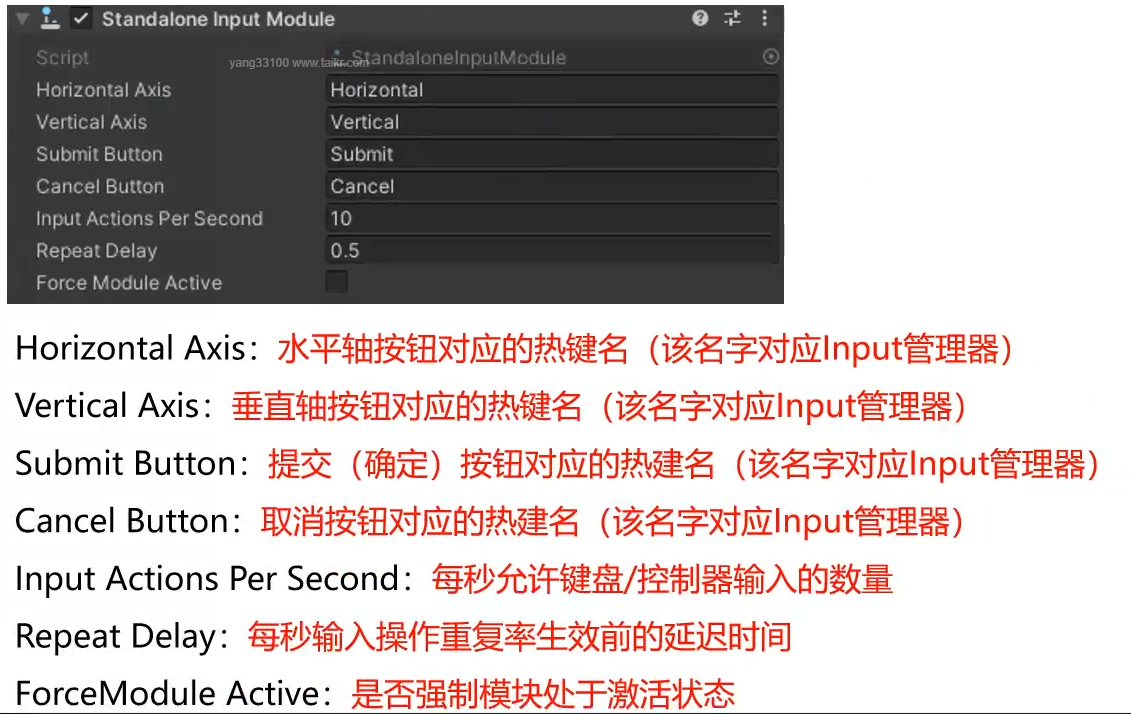 Standalone Input Module
Script StandaloneInputModule
yang33100 www.taikr.com
Horizontal Axis Horizontal
Vertical Axis Vertical
Submit Button Submit
Cancel Button Cancel
Input Actions Per Second 10
Repeat Delay 0.5
Force Module Active
Horizontal Axis：水平轴按钮对应的热键名（该名字对应Input管理器）
Vertical Axis：垂直轴按钮对应的热键名（该名字对应Input管理器）
Submit Button：提交（确定）按钮对应的热建名（该名字对应Input管理器）
Cancel Button：取消按钮对应的热建名（该名字对应Input管理器）
Input Actions Per Second：每秒允许键盘/控制器输入的数量
Repeat Delay：每秒输入操作重复率生效前的延迟时间
ForceModule Active：是否强制模块处于激活状态